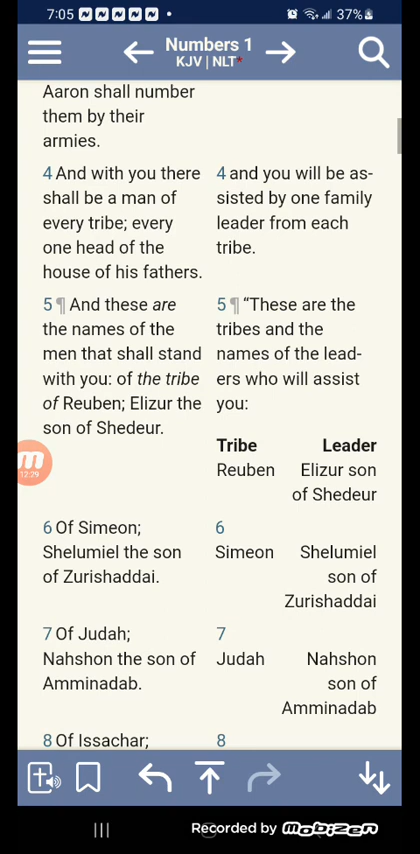 7:05 N N N N N • 37%
Numbers 1
KJV | NLT*
Aaron shall number
them by their
armies.
4 And with you there
shall be a man of
every tribe; every
one head of the
house of his fathers.
4 and you will be as-
sisted by one family
leader from each
tribe.
5 ¶ And these are
the names of the
men that shall stand
with you: of the tribe
of Reuben; Elizur the
son of Shedeur.
5 ¶ “These are the
tribes and the
names of the lead-
ers who will assist
you:
Tribe Leader
Reuben Elizur son
of Shedeur
m
12:29
6 Of Simeon;
Shelumiel the son
of Zurishaddai.
6
Simeon Shelumiel
son of
Zurishaddai
7 Of Judah;
Nahshon the son of
Amminadab.
7
Judah Nahshon
son of
Amminadab
8 Of Issachar;
8
Recorded by mobizen